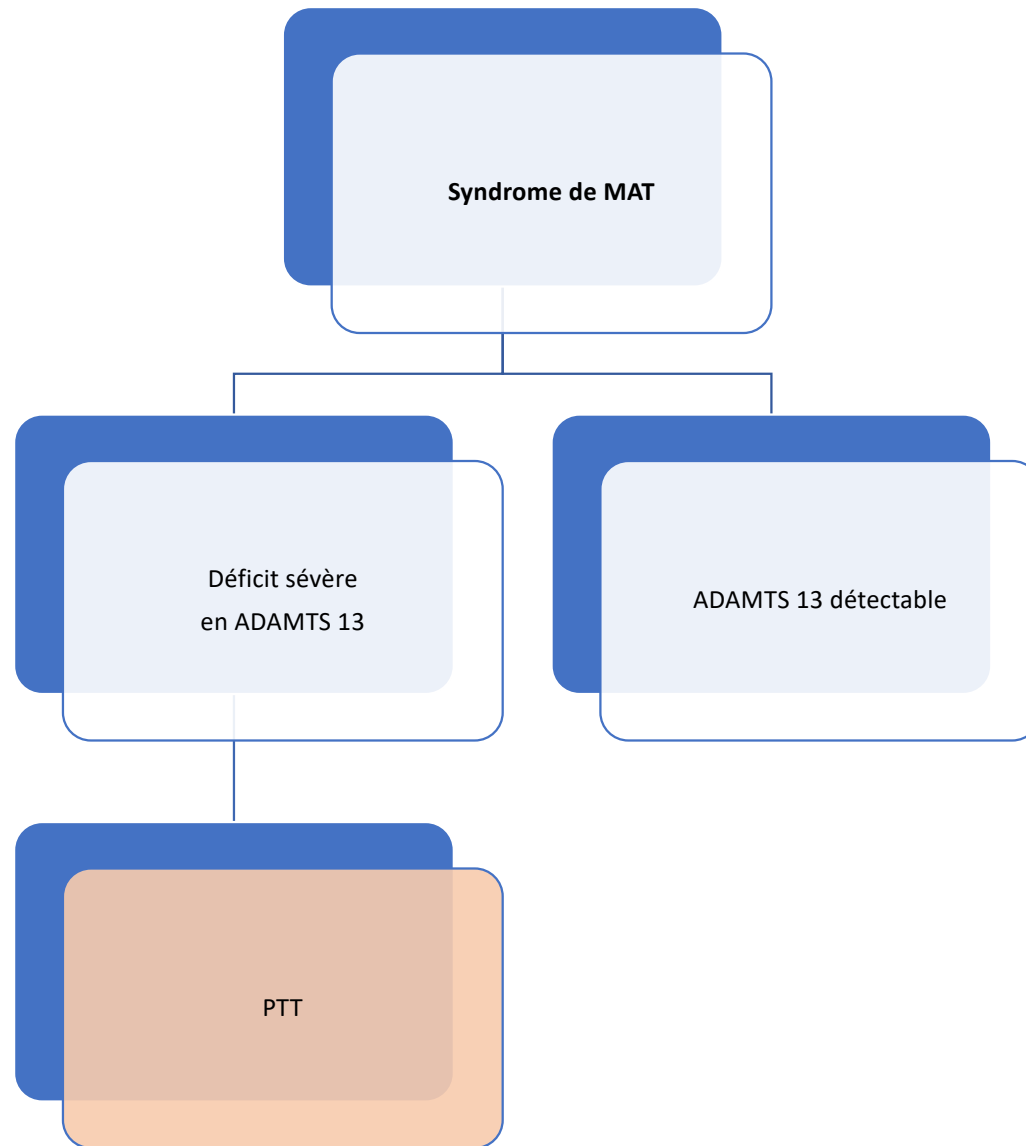 Syndrome de MAT
Déficit sévère
en ADAMTS 13
ADAMTS 13 détectable
PTT